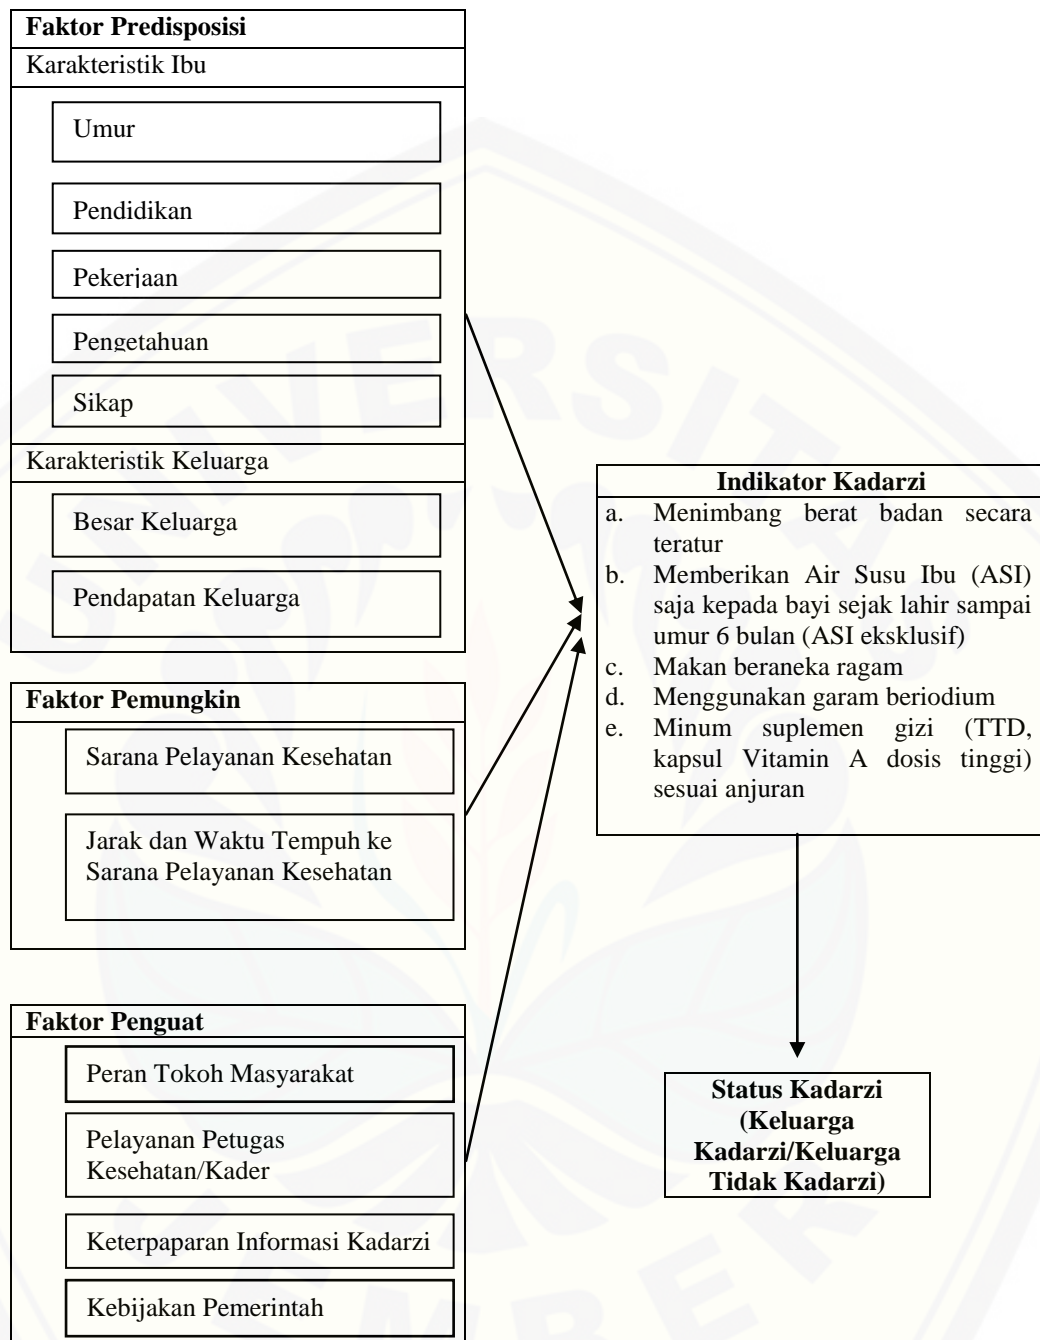 Faktor Predisposisi
Karakteristik Ibu
Umur
Pendidikan
Pekerjaan
Pengetahuan
Sikap
Karakteristik Keluarga
Besar Keluarga
Pendapatan Keluarga
Faktor Pemungkin
Sarana Pelayanan Kesehatan
Jarak dan Waktu Tempuh ke
Sarana Pelayanan Kesehatan
Faktor Penguat
Peran Tokoh Masyarakat
Pelayanan Petugas
Kesehatan/Kader
Keterpaparan Informasi Kadarzi
Kebijakan Pemerintah
Indikator Kadarzi
a. Menimbang berat badan secara
teratur
b. Memberikan Air Susu Ibu (ASI)
saja kepada bayi sejak lahir sampai
umur 6 bulan (ASI eksklusif)
c. Makan beraneka ragam
d. Menggunakan garam beriodium
e. Minum suplemen gizi (TTD,
kapsul Vitamin A dosis tinggi)
sesuai anjuran
Status Kadarzi
(Keluarga
Kadarzi/Keluarga
Tidak Kadarzi)
UNIVERSITAS
JEMBER